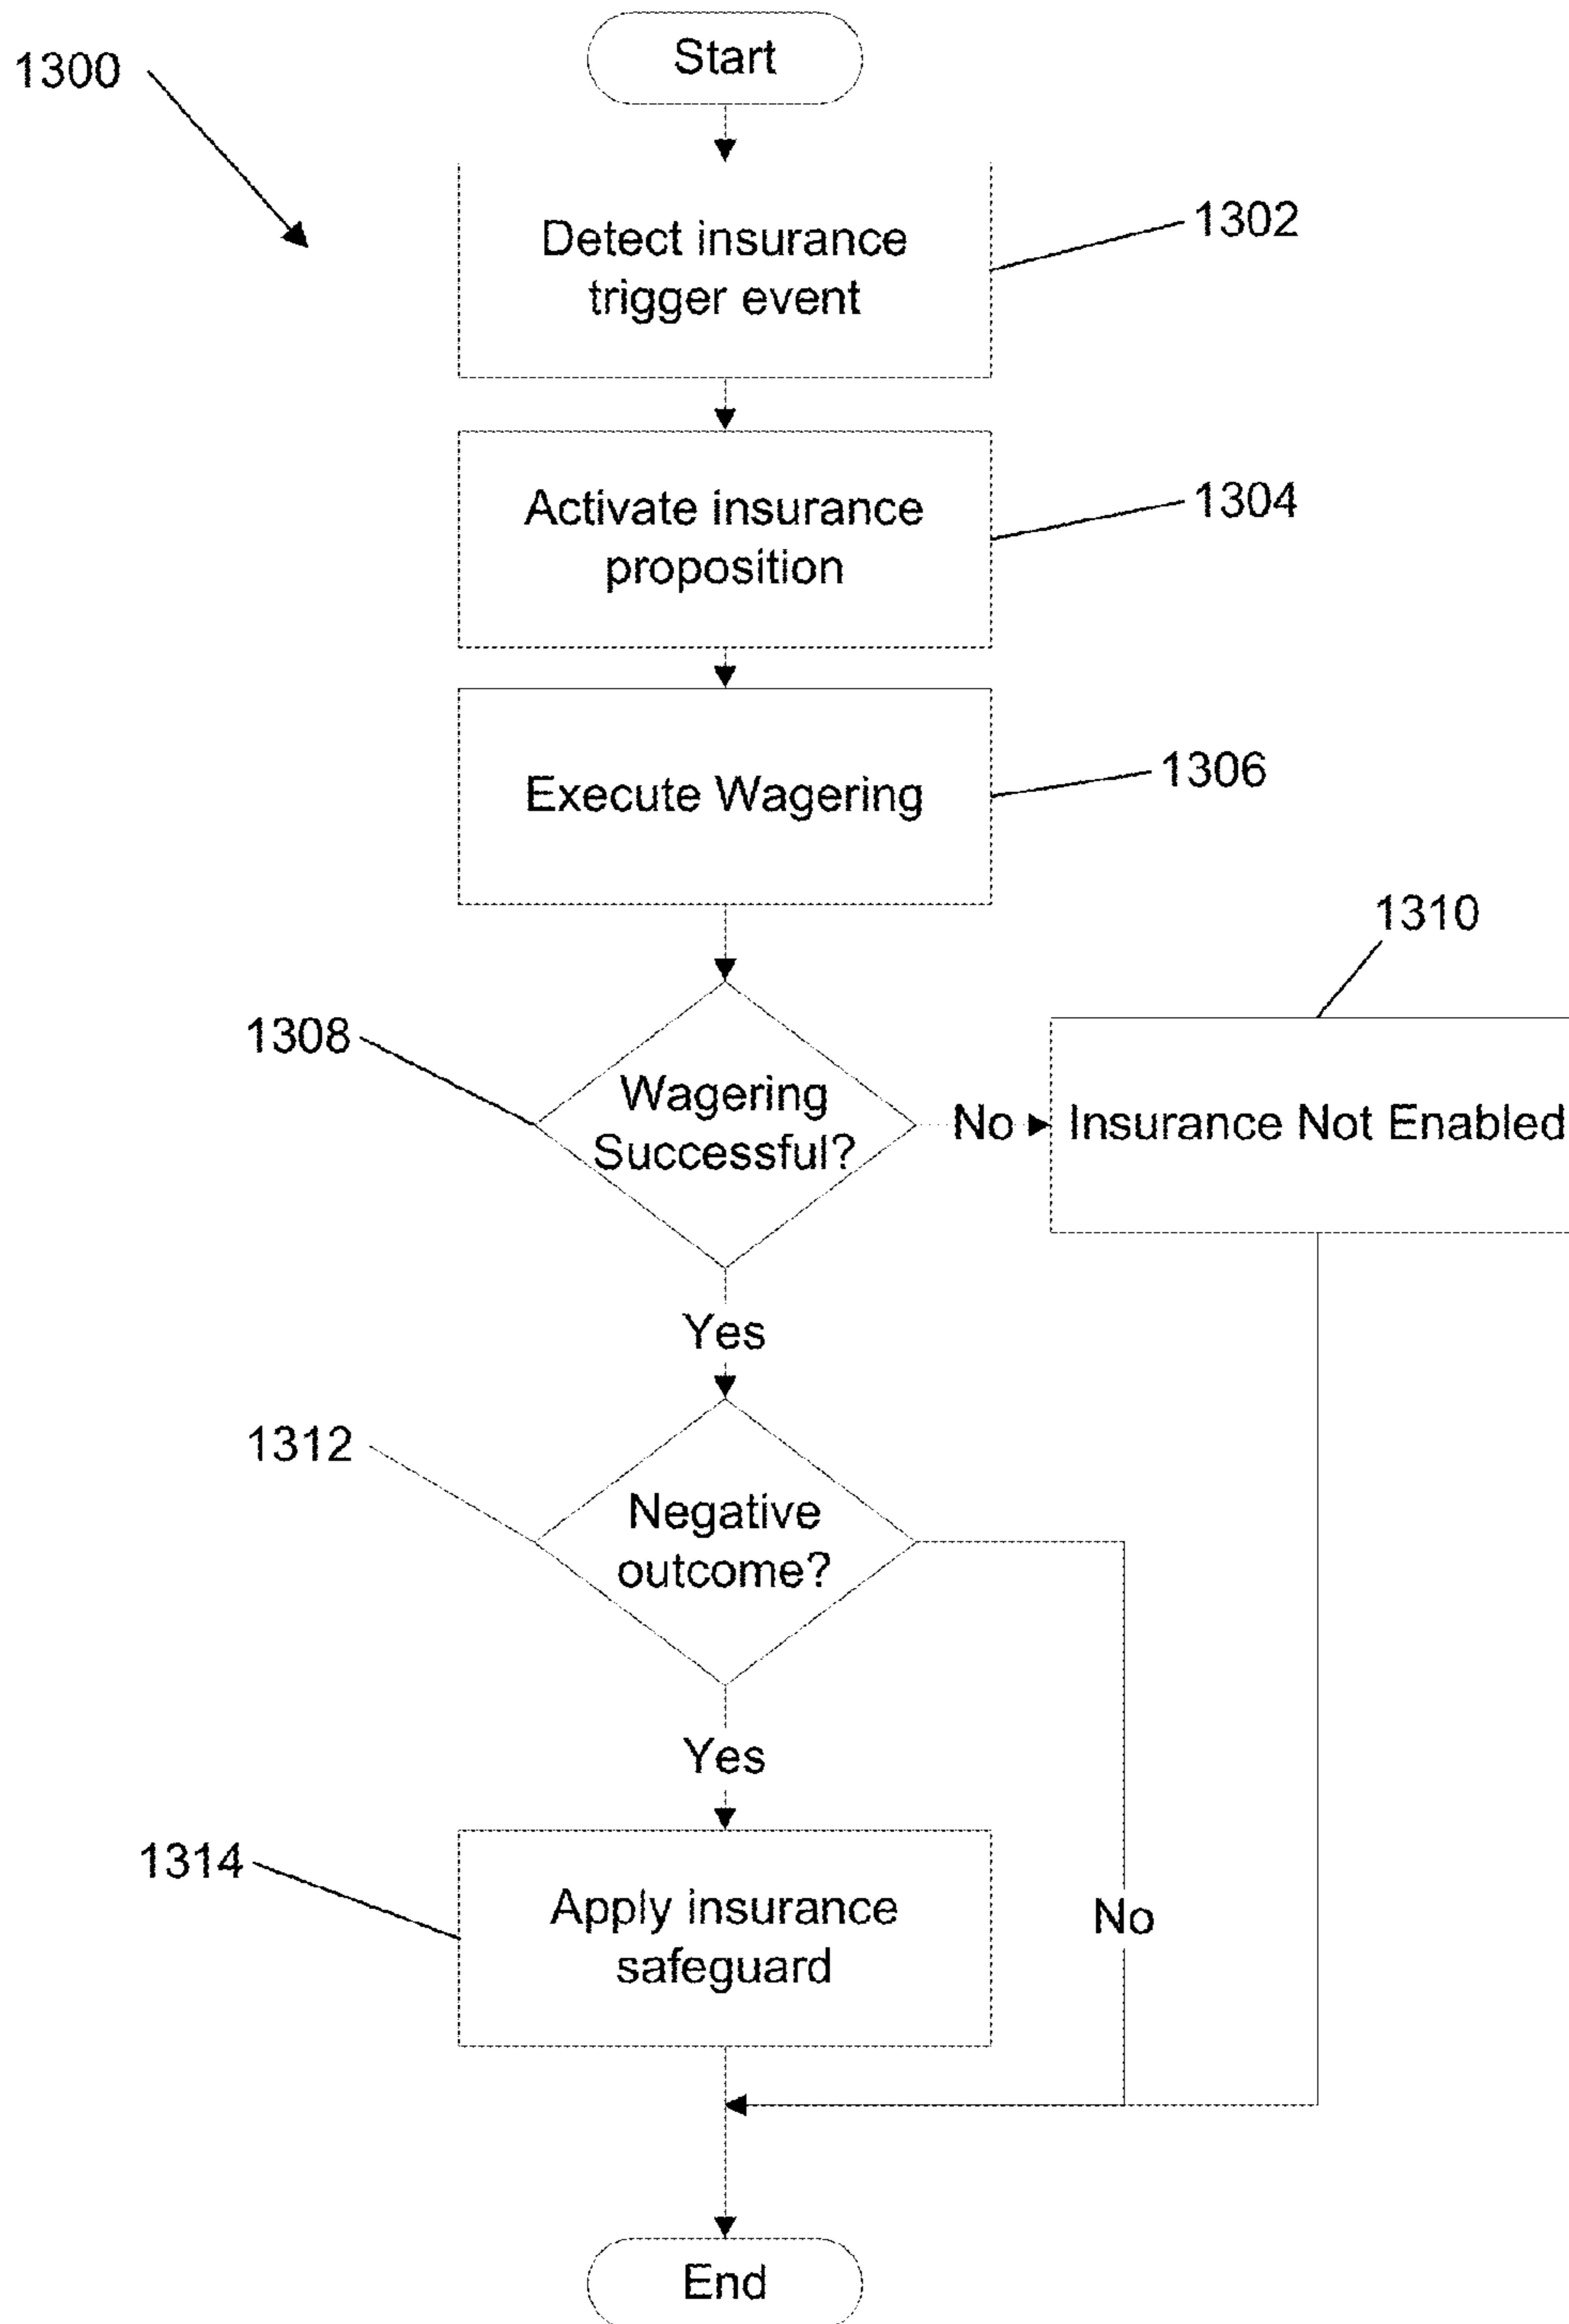 Start
1300
Detect insurance
trigger event
1302
Activate insurance
proposition
1304
Execute Wagering
1306
1310
1308
Wagering
Successful?
No
Insurance Not Enabled
Yes
1312
Negative
outcome?
Yes
1314
Apply insurance
safeguard
No
End